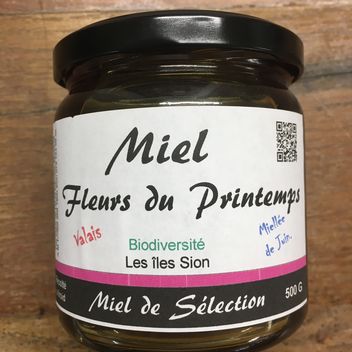 Miel
Fleurs du Printemps
Valais
Miellée
de Juin.
Biodiversité
Les îles Sion
Miel de Sélection
500 G